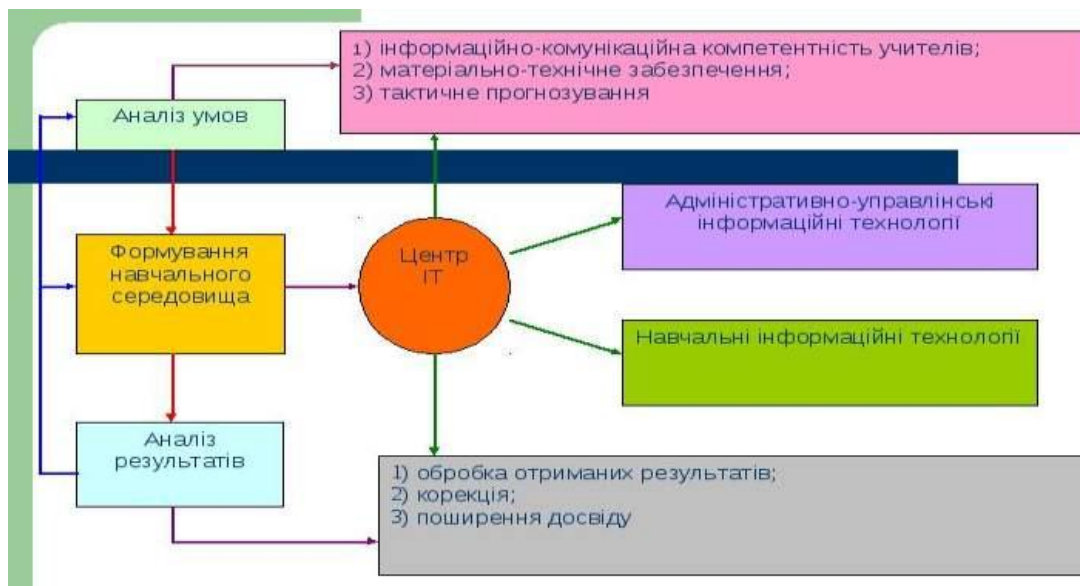 1) інформаційно-комунікаційна компетентність учителів;
2) матеріально-технічне забезпечення;
3) тактичне прогнозування
Аналіз умов
Адміністративно-управлінські
інформаційні технології
Формування
навчального
середовища
Центр
ІТ
Навчальні інформаційні технології
Аналіз
результатів
1) обробка отриманих результатів;
2) корекція;
3) поширення досвіду